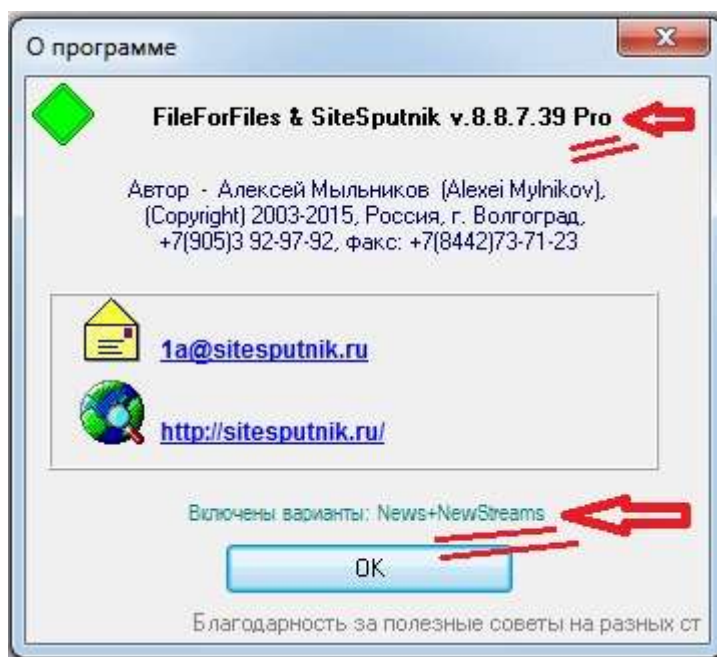 О программе
FileForFiles & SiteSputnik v.8.8.7.39 Pro
Автор - Алексей Мыльников (Alexei Mylnikov),
(Copyright) 2003-2015, Россия, г. Волгоград,
+7(905)3 92-97-92, факс: +7(8442)73-71-23
1a@sitesputnik.ru
http://sitesputnik.ru/
Включены варианты: News+NewStreams
OK
Благодарность за полезные советы на разных ст